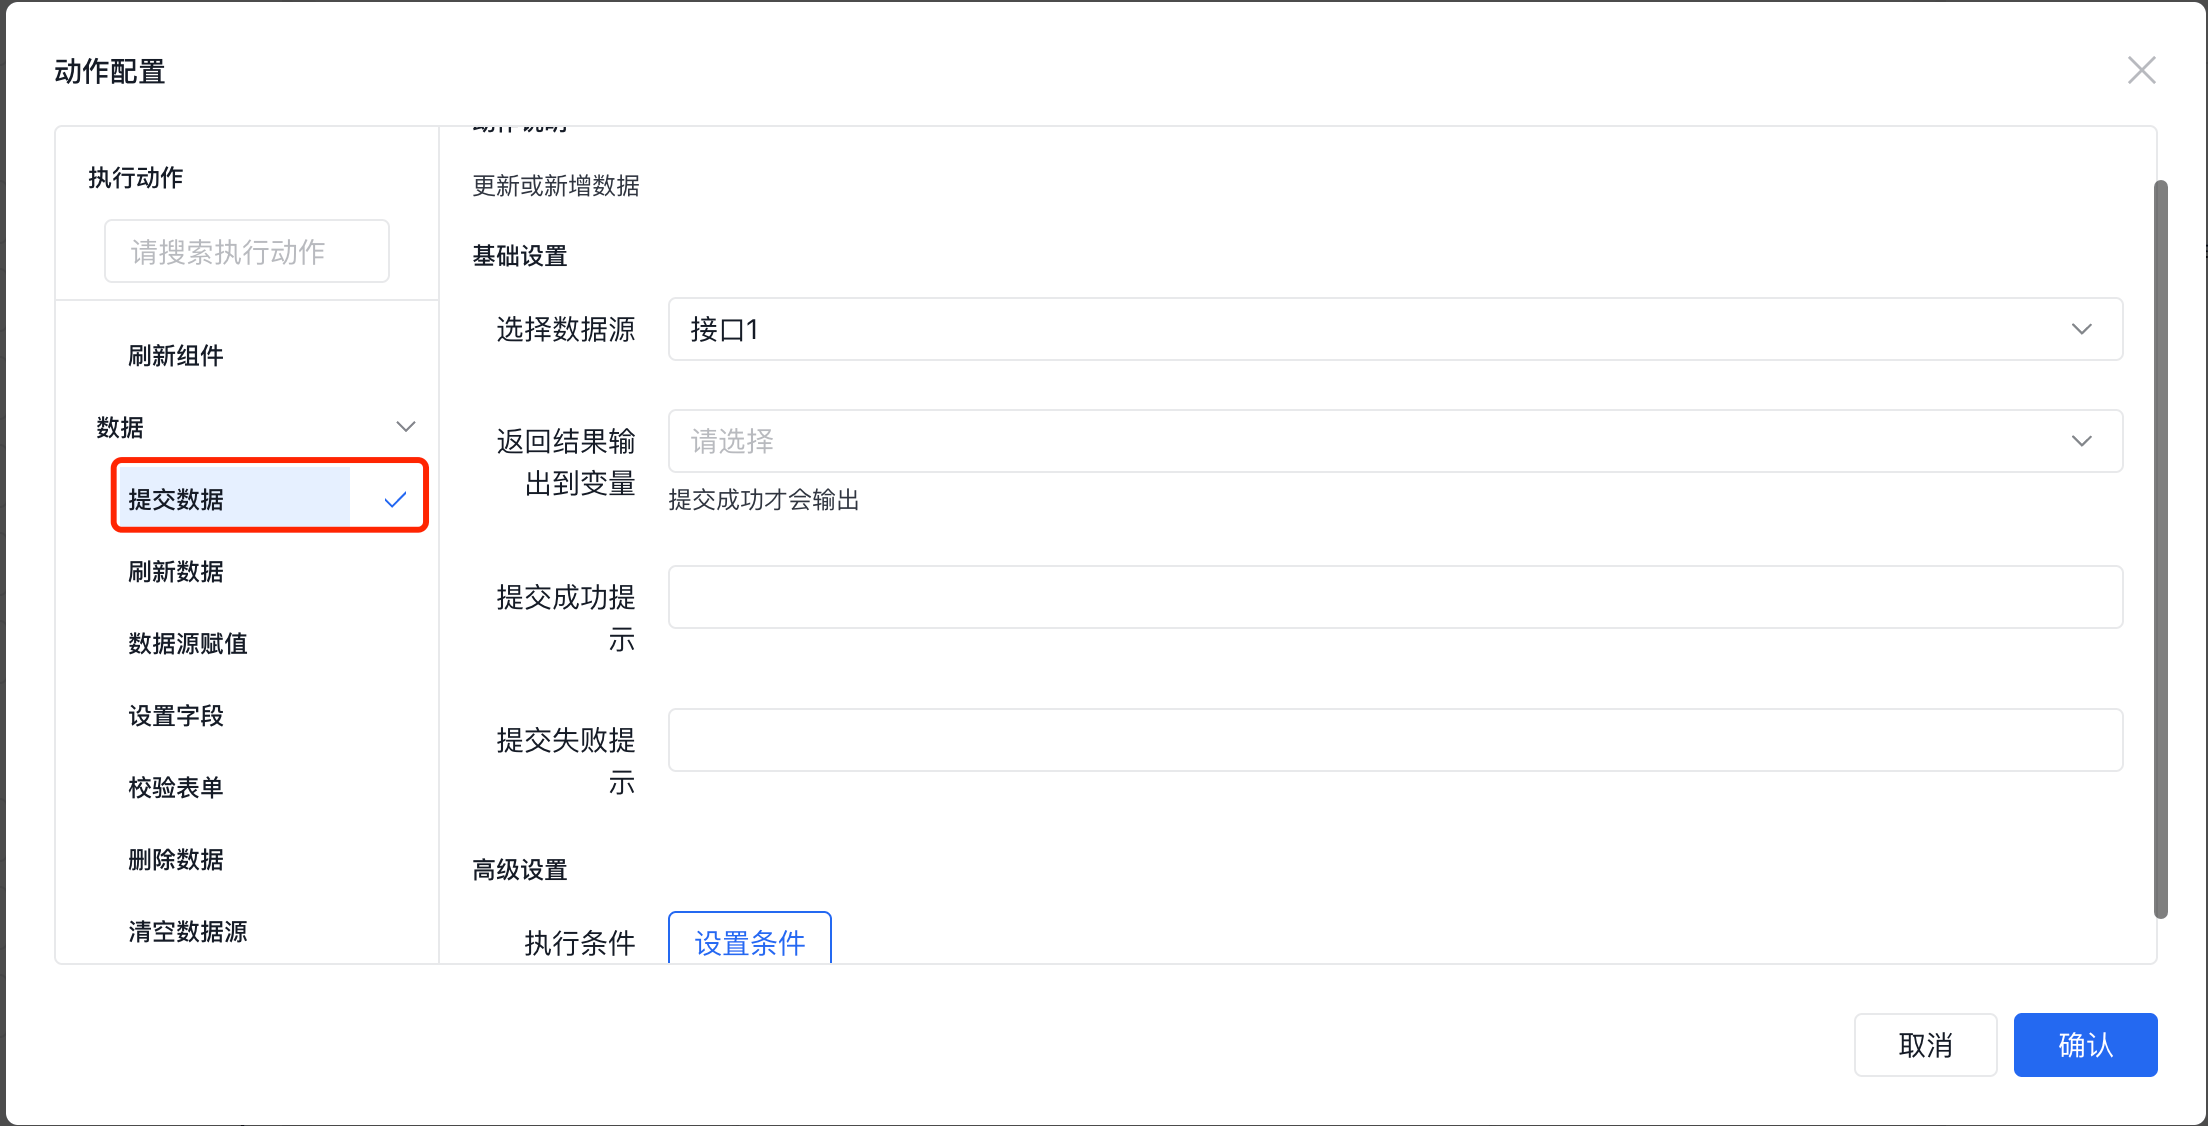 动作配置
执行动作
请搜索执行动作
刷新组件
数据
提交数据
刷新数据
数据源赋值
设置字段
校验表单
删除数据
清空数据源
动作说明
更新或新增数据
基础设置
选择数据源
接口1
返回结果输
出到变量
请选择
提交成功才会输出
提交成功提
示
提交失败提
示
高级设置
执行条件
设置条件
取消
确认